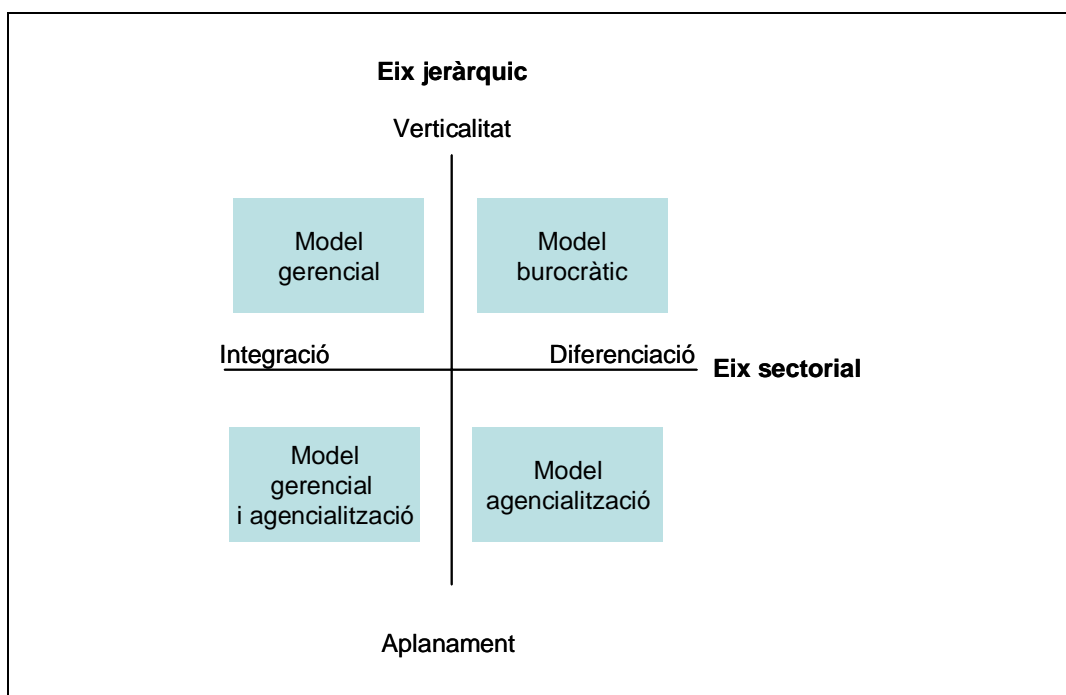 Eix jeràrquic
Verticalitat
Model
gerencial
Model
burocràtic
Integració
Diferenciació
Eix sectorial
Model
gerencial
i agencialització
Model
agencialització
Aplanament